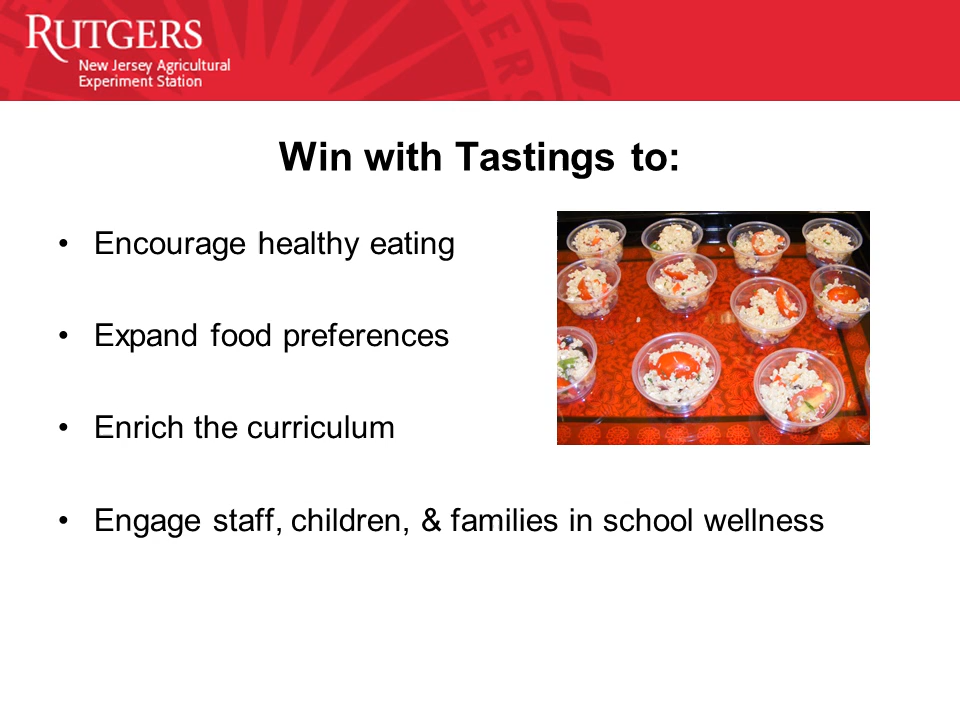 RUTGERS
New Jersey Agricultural
Experiment Station
Win with Tastings to:
• Encourage healthy eating
• Expand food preferences
• Enrich the curriculum
• Engage staff, children, & families in school wellness